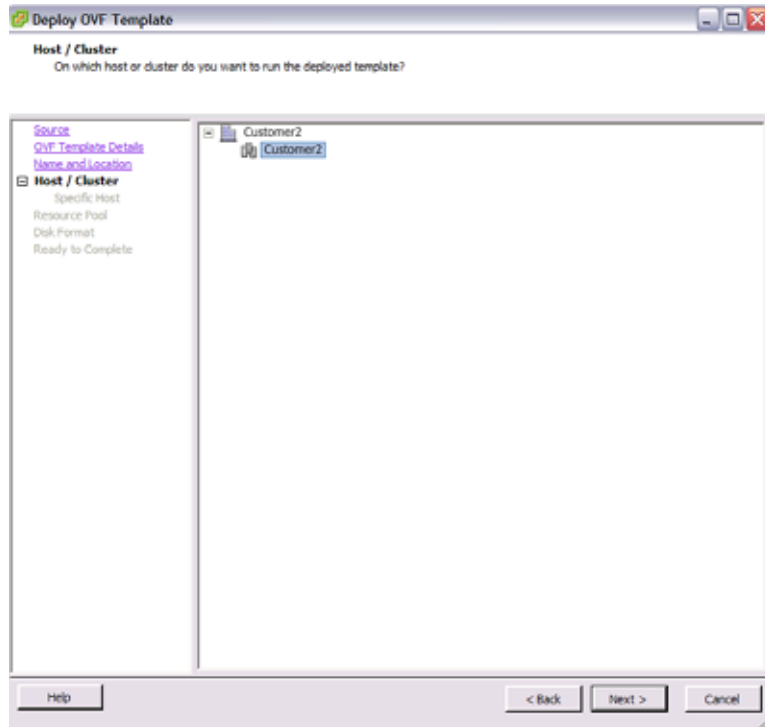 Deploy OVF Template
Host / Cluster
On which host or cluster do you want to run the deployed template?
Source
OVF Template Details
Name and Location
Host / Cluster
Specific Host
Resource Pool
Disk Format
Ready to Complete
Customer2
Customer2
Help
< Back
Next >
Cancel